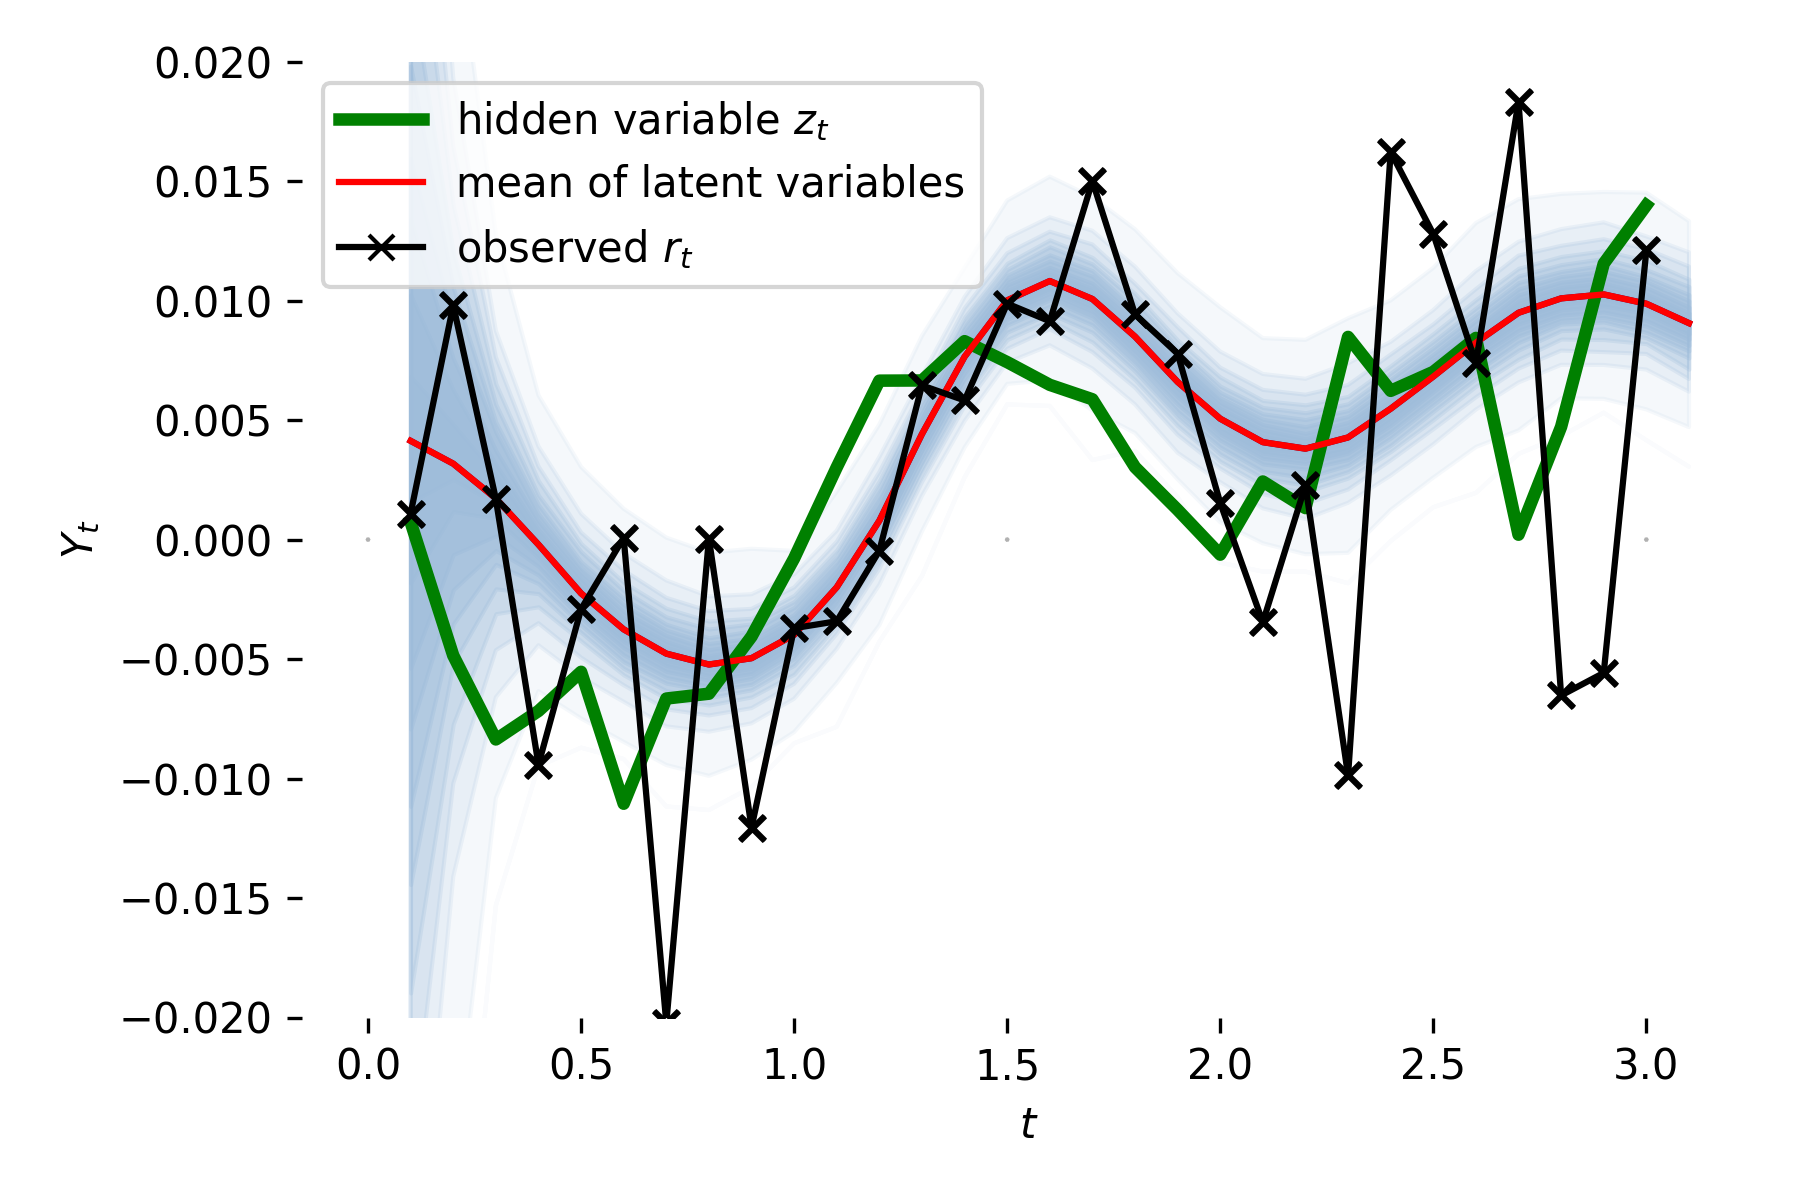 0.020
0.015
0.010
0.005
0.000
−0.005
−0.010
−0.015
−0.020
Y_t
hidden variable z_t
mean of latent variables
observed r_t
0.0 0.5 1.0 1.5 2.0 2.5 3.0
t